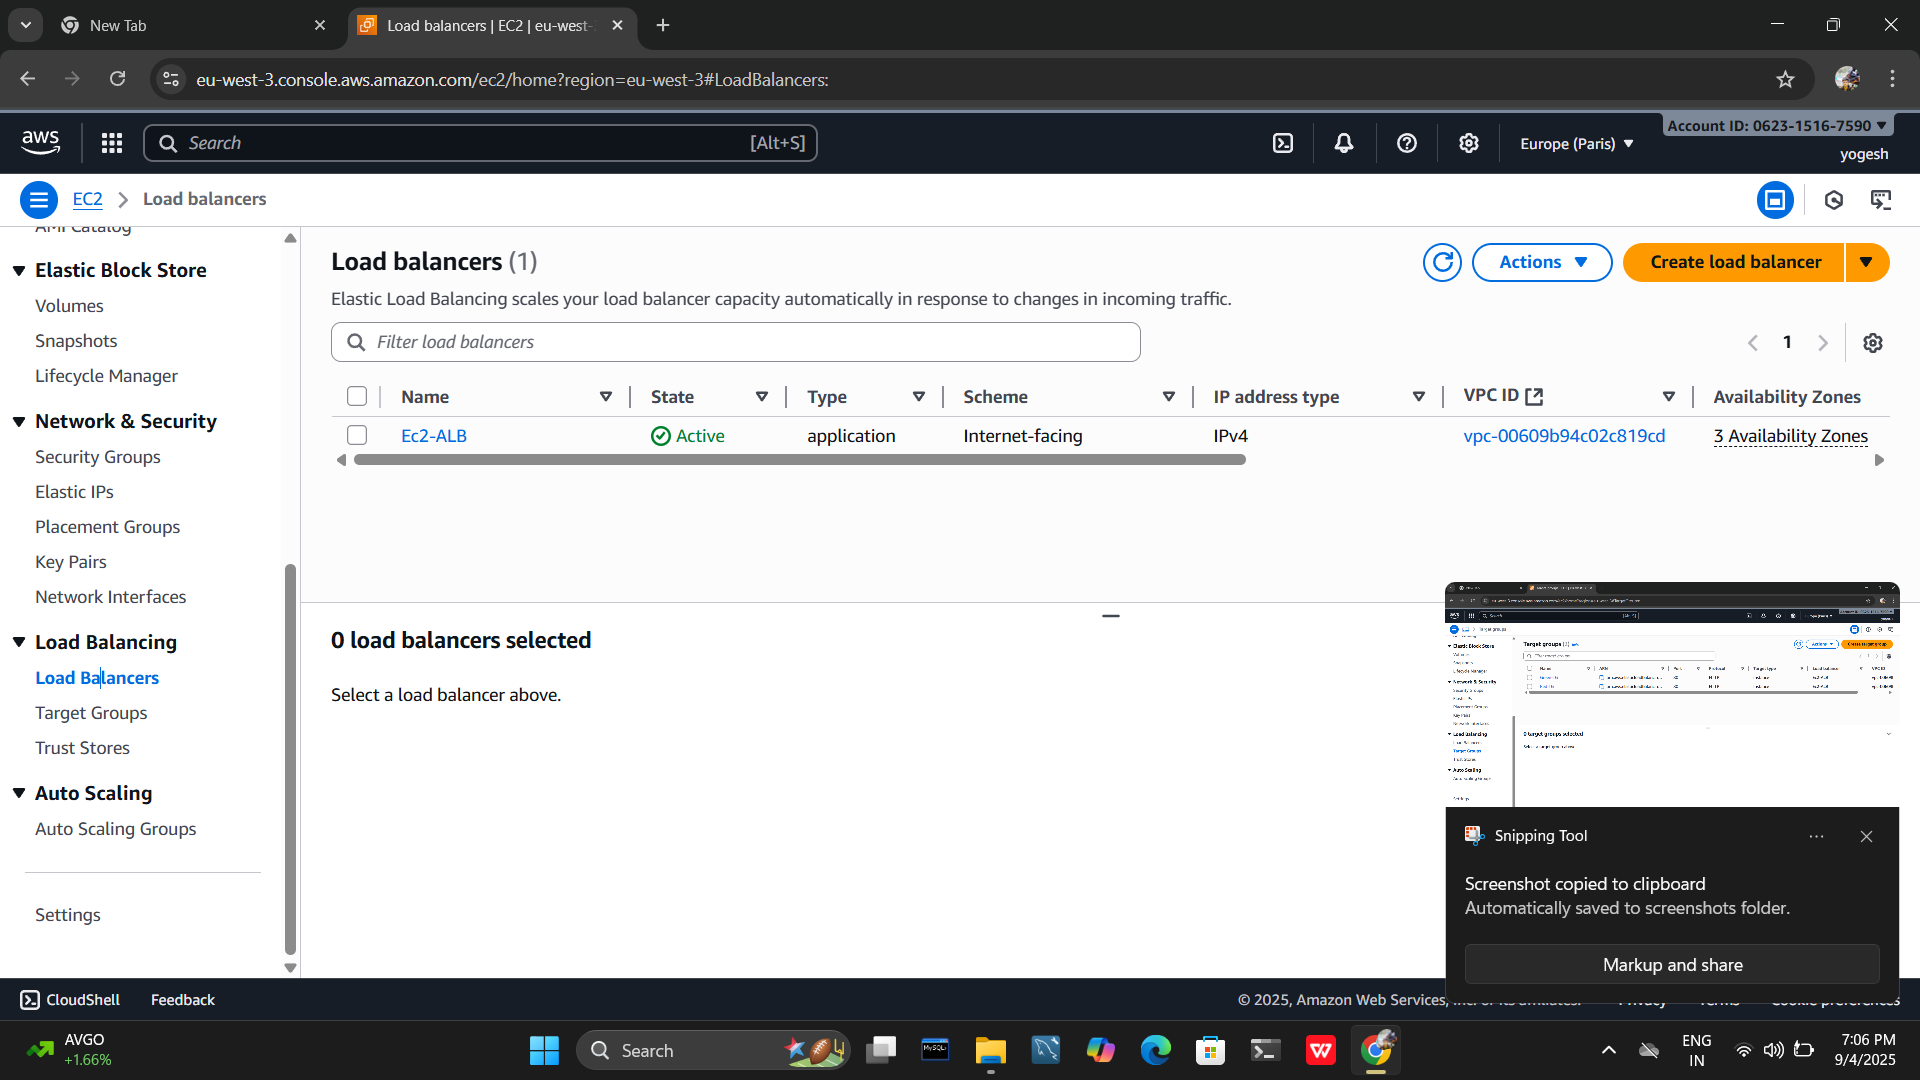 New Tab
Load balancers | EC2 | eu-west-
eu-west-3.console.aws.amazon.com/ec2/home?region=eu-west-3#LoadBalancers:
aws
Search
[Alt+S]
Europe (Paris)
Account ID: 0623-1516-7590
yogesh
EC2
Load balancers
AMI Catalog
Elastic Block Store
Volumes
Snapshots
Lifecycle Manager
Network & Security
Security Groups
Elastic IPs
Placement Groups
Key Pairs
Network Interfaces
Load Balancing
Load Balancers
Target Groups
Trust Stores
Auto Scaling
Auto Scaling Groups
Settings
Load balancers (1)
Actions
Create load balancer
Elastic Load Balancing scales your load balancer capacity automatically in response to changes in incoming traffic.
Filter load balancers
1
Name State Type Scheme IP address type VPC ID Availability Zones
Ec2-ALB Active application Internet-facing IPv4 vpc-00609b94c02c819cd 3 Availability Zones
0 load balancers selected
Select a load balancer above.
Target groups
0 target groups selected
Snipping Tool
Screenshot copied to clipboard
Automatically saved to screenshots folder.
Markup and share
CloudShell
Feedback
© 2025, Amazon Web Services,
AVGO
+1.66%
Search
ENG
IN
7:06 PM
9/4/2025